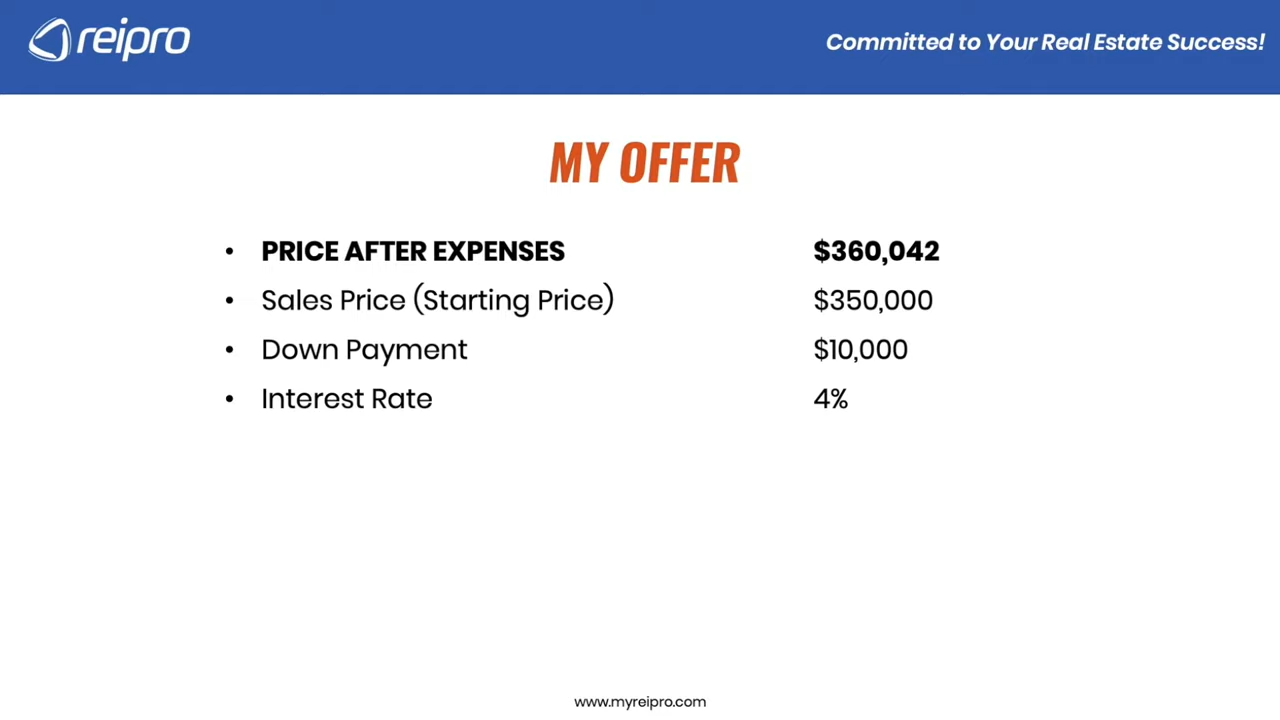 reipro
Committed to Your Real Estate Success!
MY OFFER
• PRICE AFTER EXPENSES $360,042
• Sales Price (Starting Price) $350,000
• Down Payment $10,000
• Interest Rate 4%
www.myreipro.com